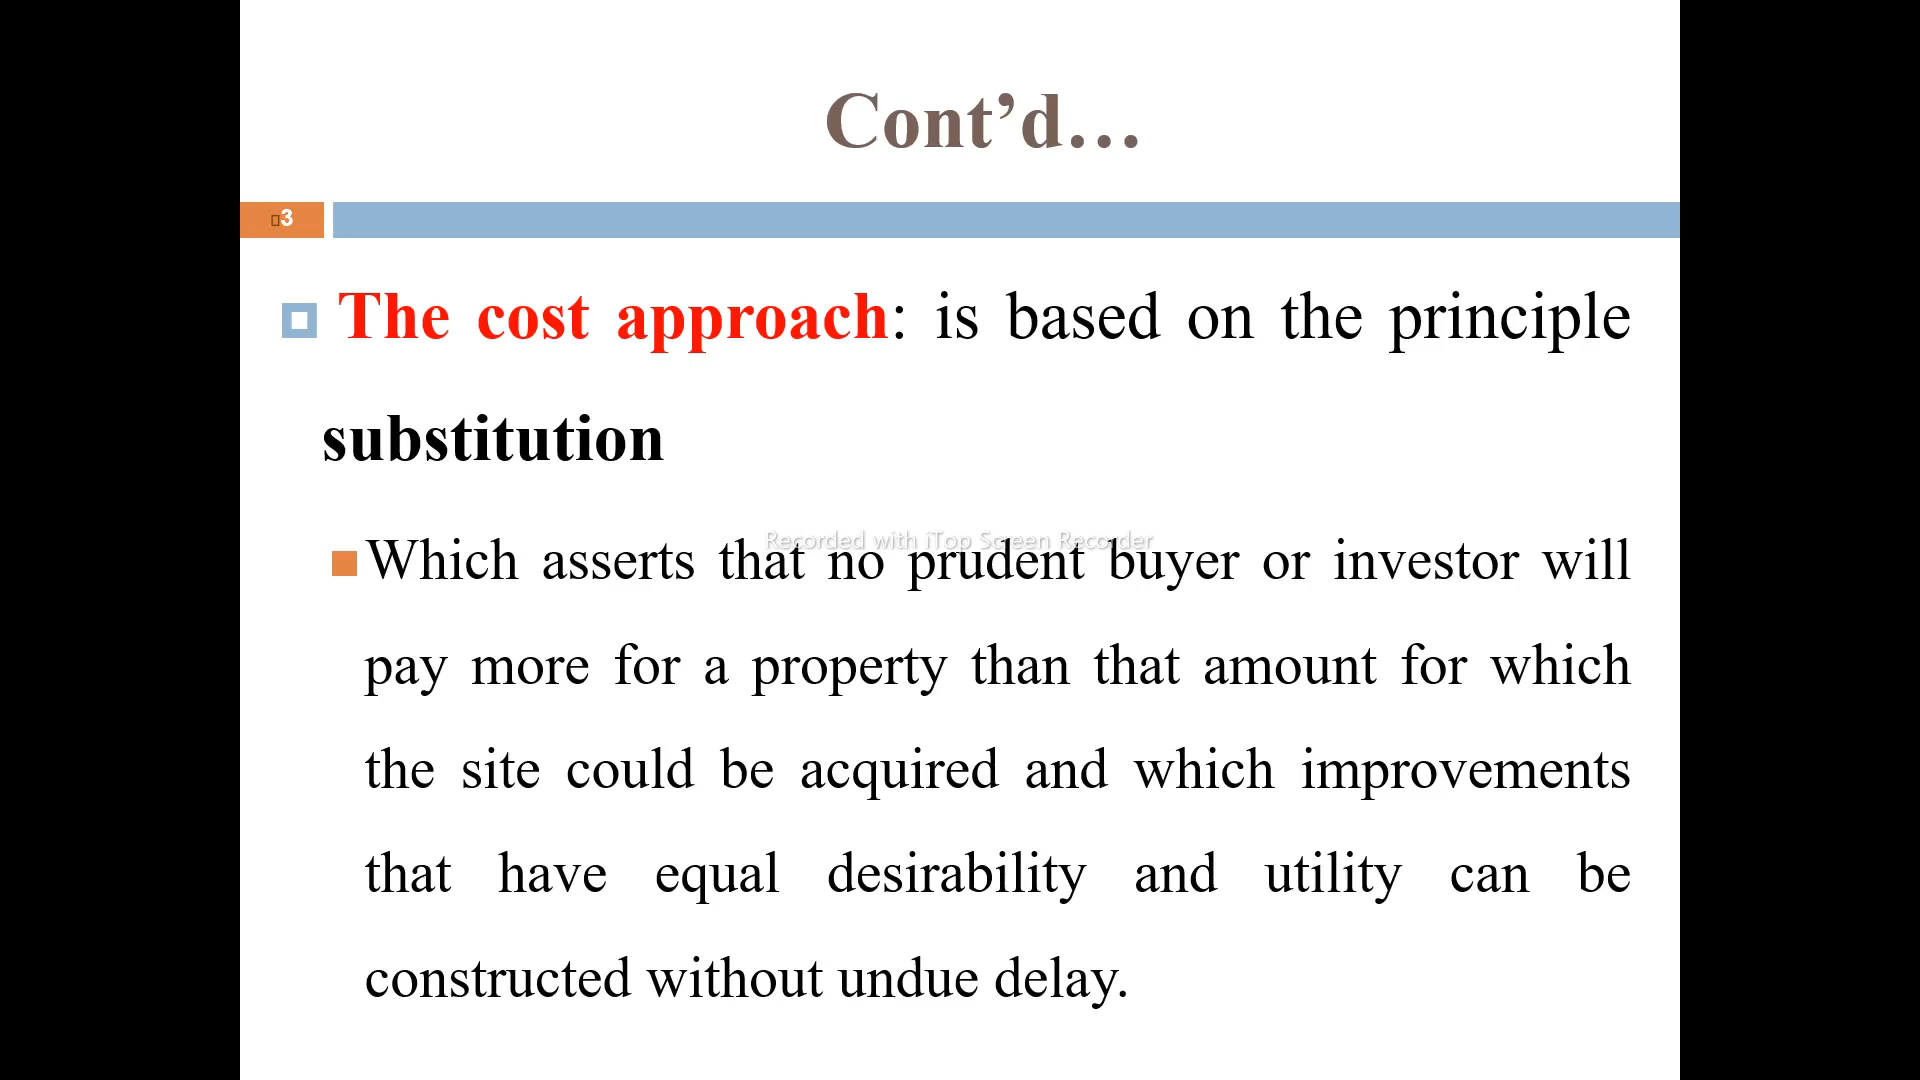 Cont’d…
3
The cost approach: is based on the principle
substitution
Recorded with iTop Screen Recorder
Which asserts that no prudent buyer or investor will
pay more for a property than that amount for which
the site could be acquired and which improvements
that have equal desirability and utility can be
constructed without undue delay.